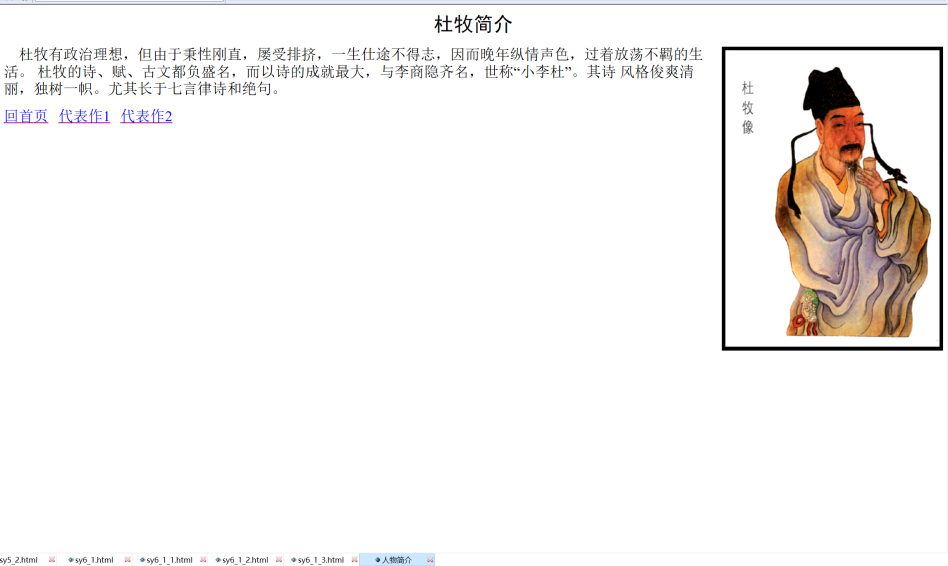 杜牧简介
杜牧有政治理想，但由于秉性刚直，屡受排挤，一生仕途不得志，因而晚年纵情声色，过着放荡不羁的生
活。 杜牧的诗、赋、古文都负盛名，而以诗的成就最大，与李商隐齐名，世称“小李杜”。其诗 风格俊爽清
丽，独树一帜。尤其长于七言律诗和绝句。
回首页 代表作1 代表作2
杜
牧
像
sy5_2.html sy6_1.html sy6_1_1.html sy6_1_2.html sy6_1_3.html 人物简介